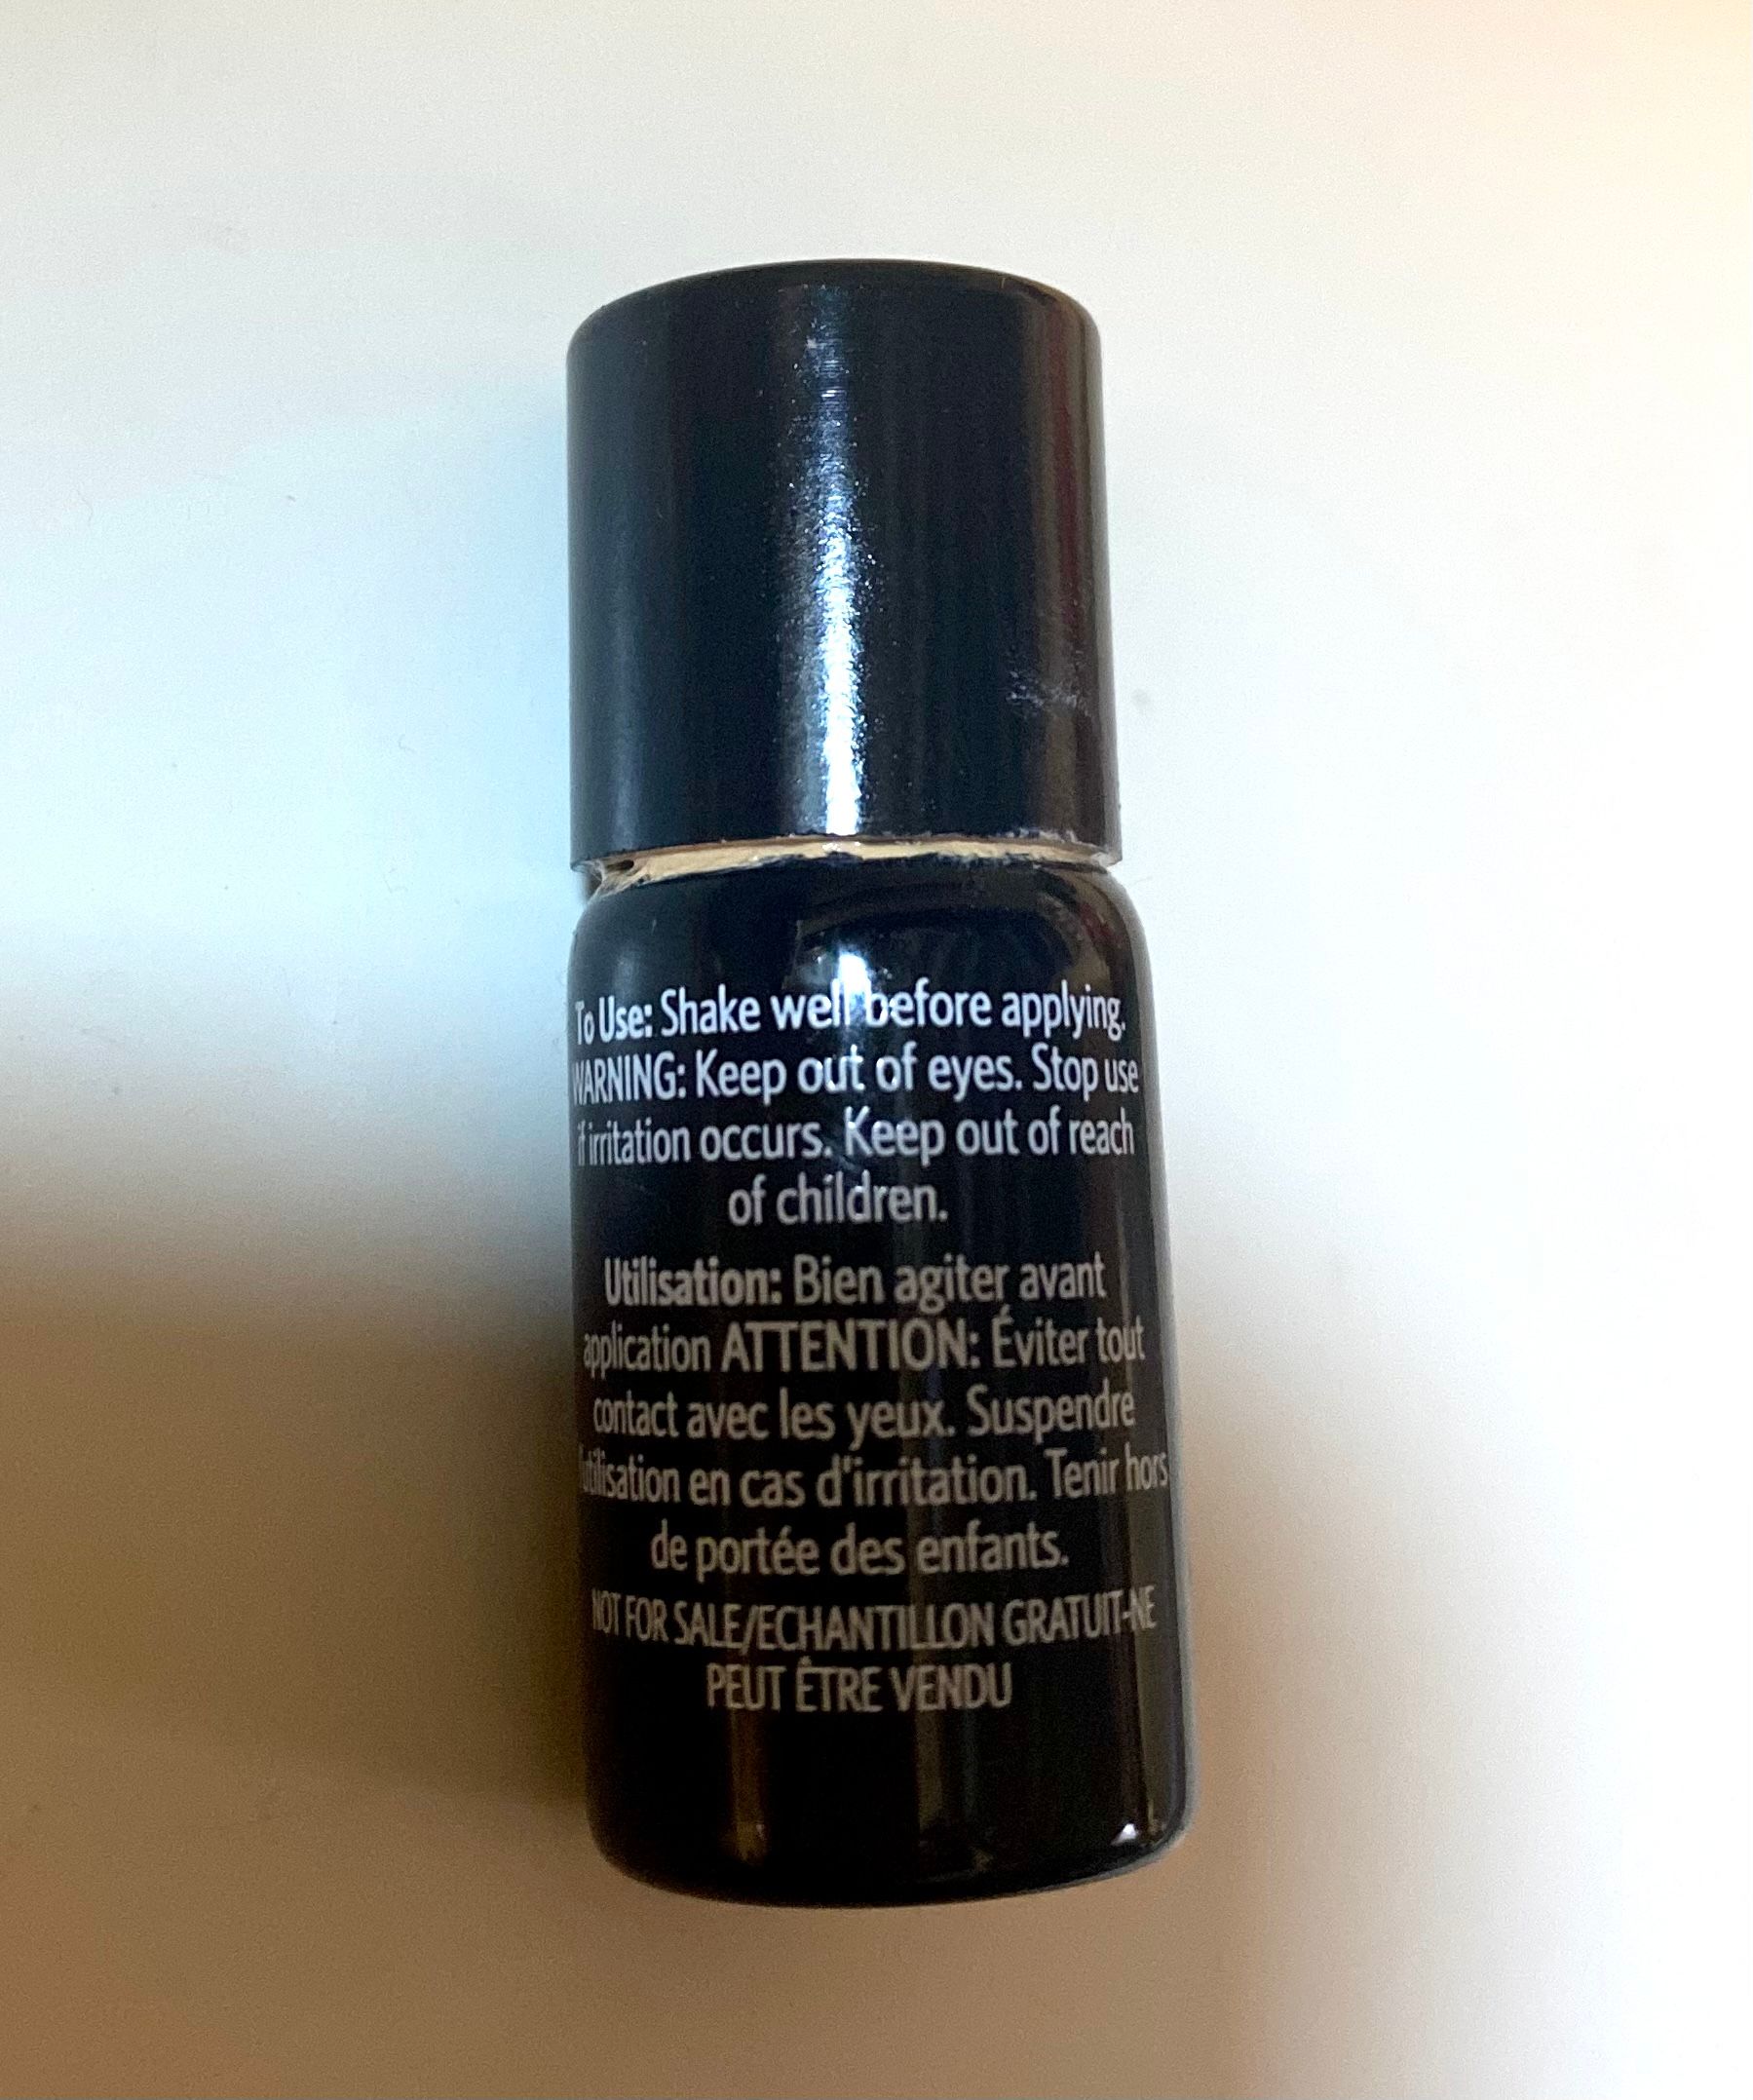 To Use: Shake well before applying.
WARNING: Keep out of eyes. Stop use
if irritation occurs. Keep out of reach
of children.
Utilisation: Bien agiter avant
application ATTENTION: Éviter tout
contact avec les yeux. Suspendre
l'utilisation en cas d'irritation. Tenir hors
de portée des enfants.
NOT FOR SALE/ECHANTILLON GRATUIT-NE
PEUT ÊTRE VENDU